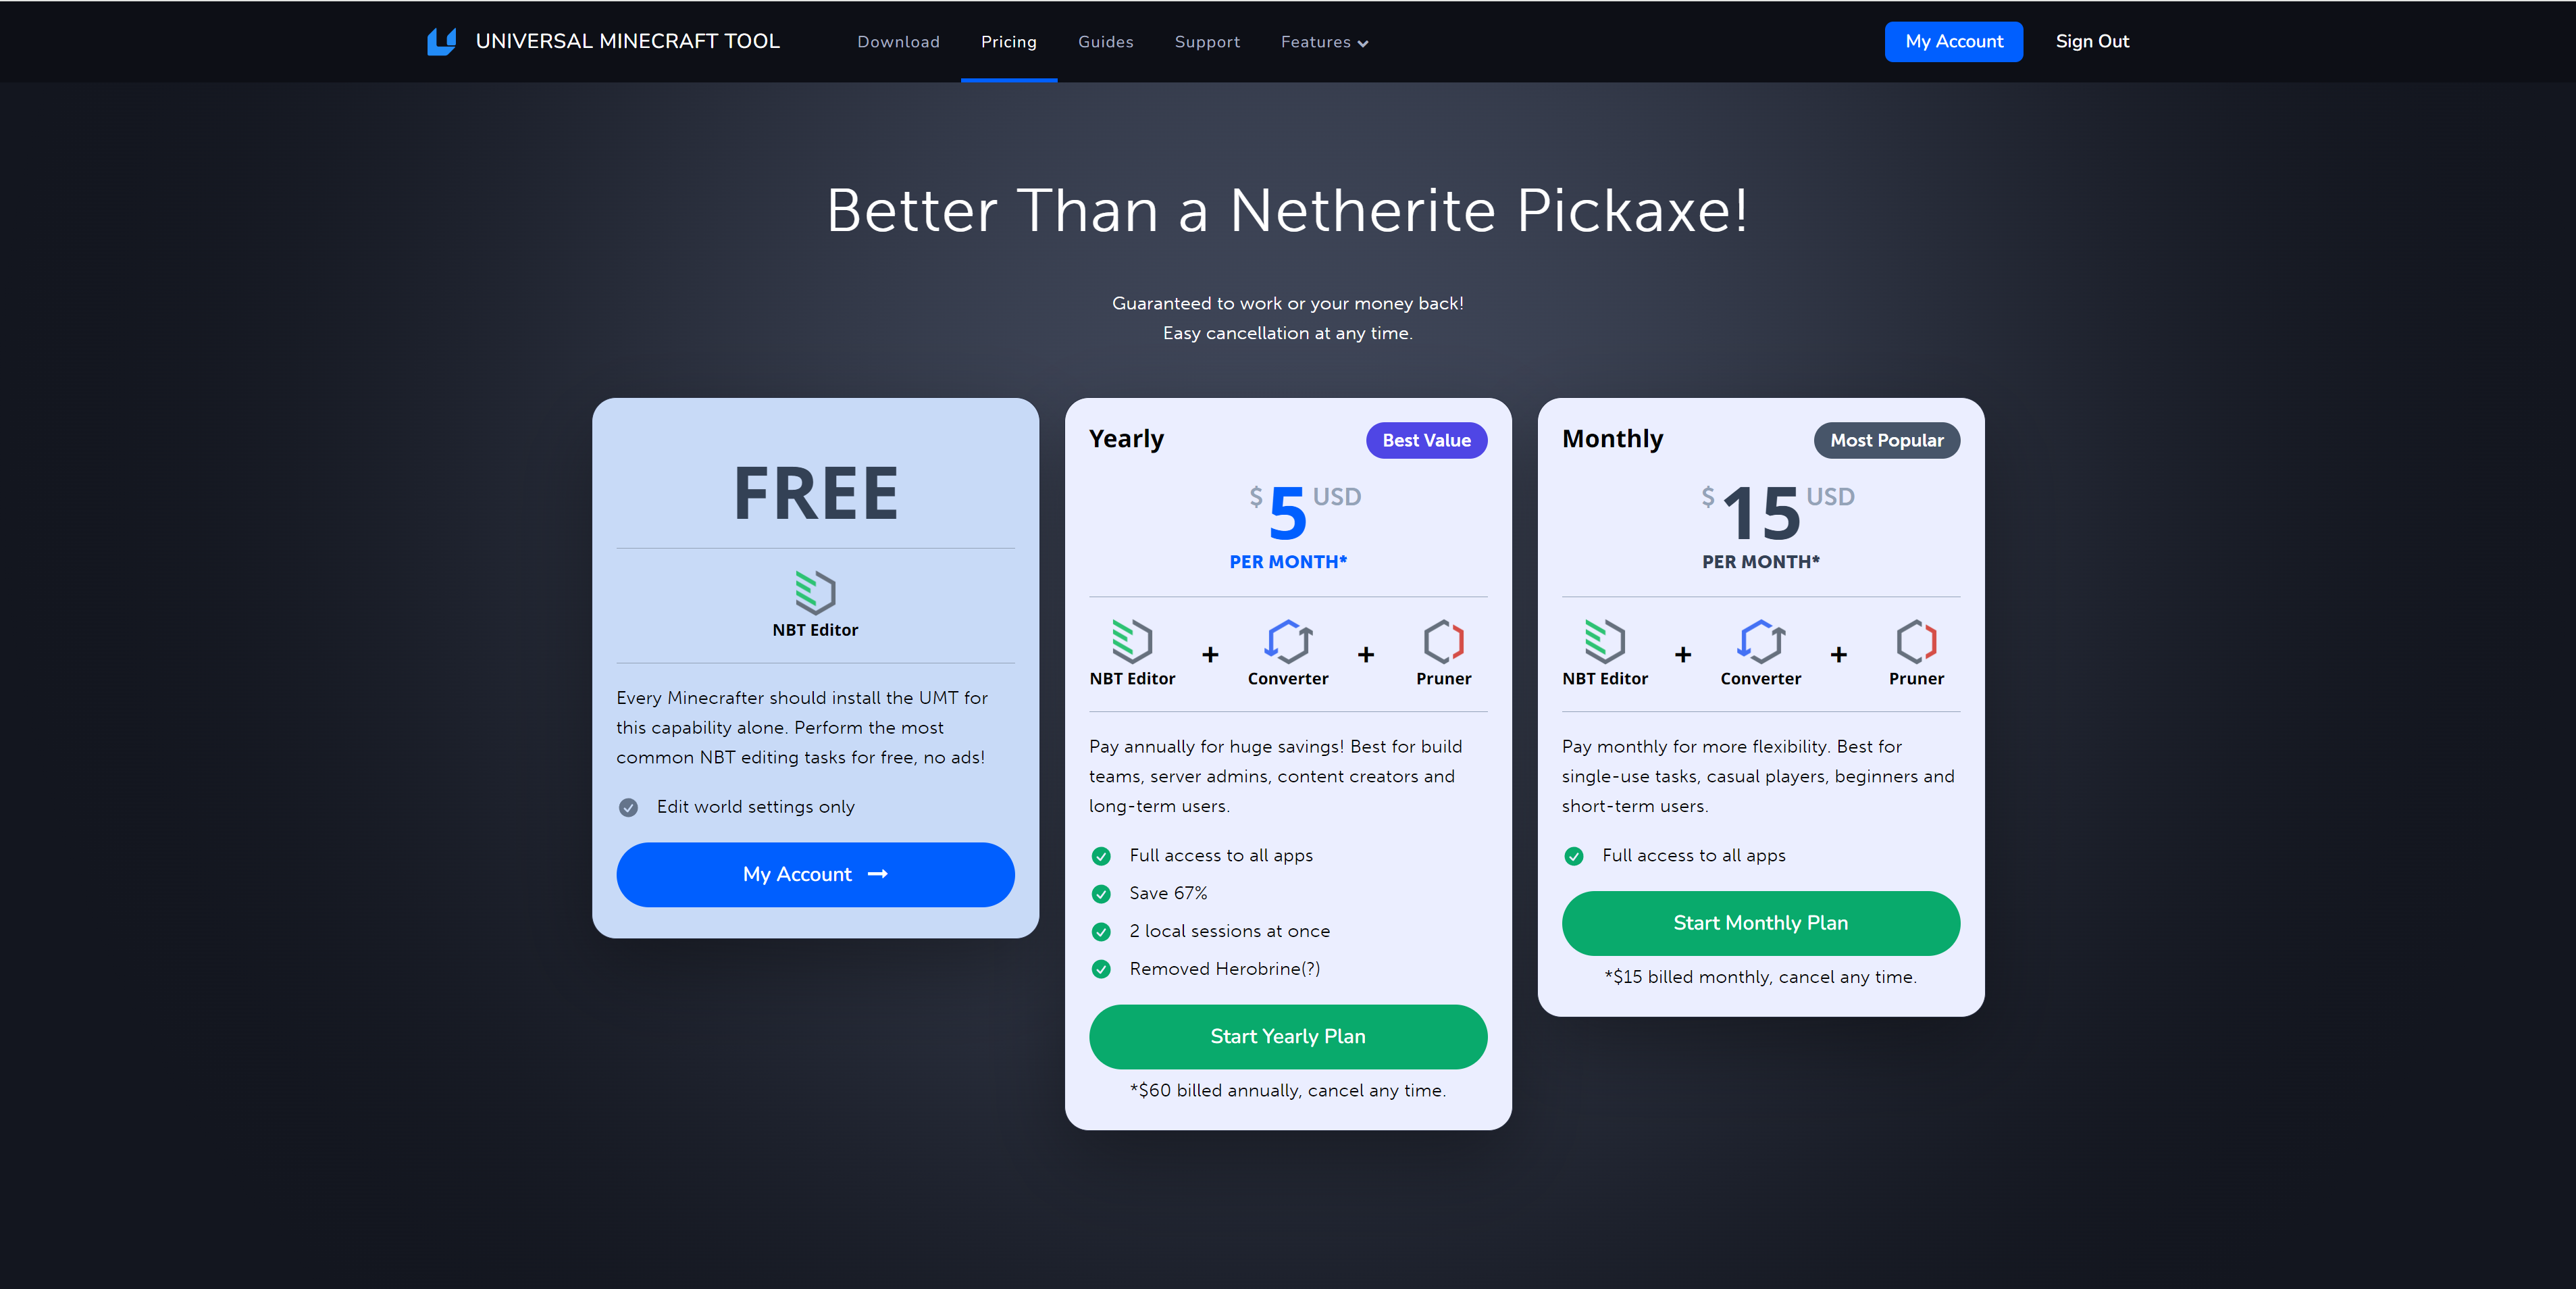 UNIVERSAL MINECRAFT TOOL
Download
Pricing
Guides
Support
Features
My Account
Sign Out
Better Than a Netherite Pickaxe!
Guaranteed to work or your money back!
Easy cancellation at any time.
FREE
NBT Editor
Every Minecrafter should install the UMT for
this capability alone. Perform the most
common NBT editing tasks for free, no ads!
Edit world settings only
My Account
Yearly
Best Value
$ 5 USD
PER MONTH*
NBT Editor + Converter + Pruner
Pay annually for huge savings! Best for build
teams, server admins, content creators and
long-term users.
Full access to all apps
Save 67%
2 local sessions at once
Removed Herobrine(?)
Start Yearly Plan
*$60 billed annually, cancel any time.
Monthly
Most Popular
$ 15 USD
PER MONTH*
NBT Editor + Converter + Pruner
Pay monthly for more flexibility. Best for
single-use tasks, casual players, beginners and
short-term users.
Full access to all apps
Start Monthly Plan
*$15 billed monthly, cancel any time.